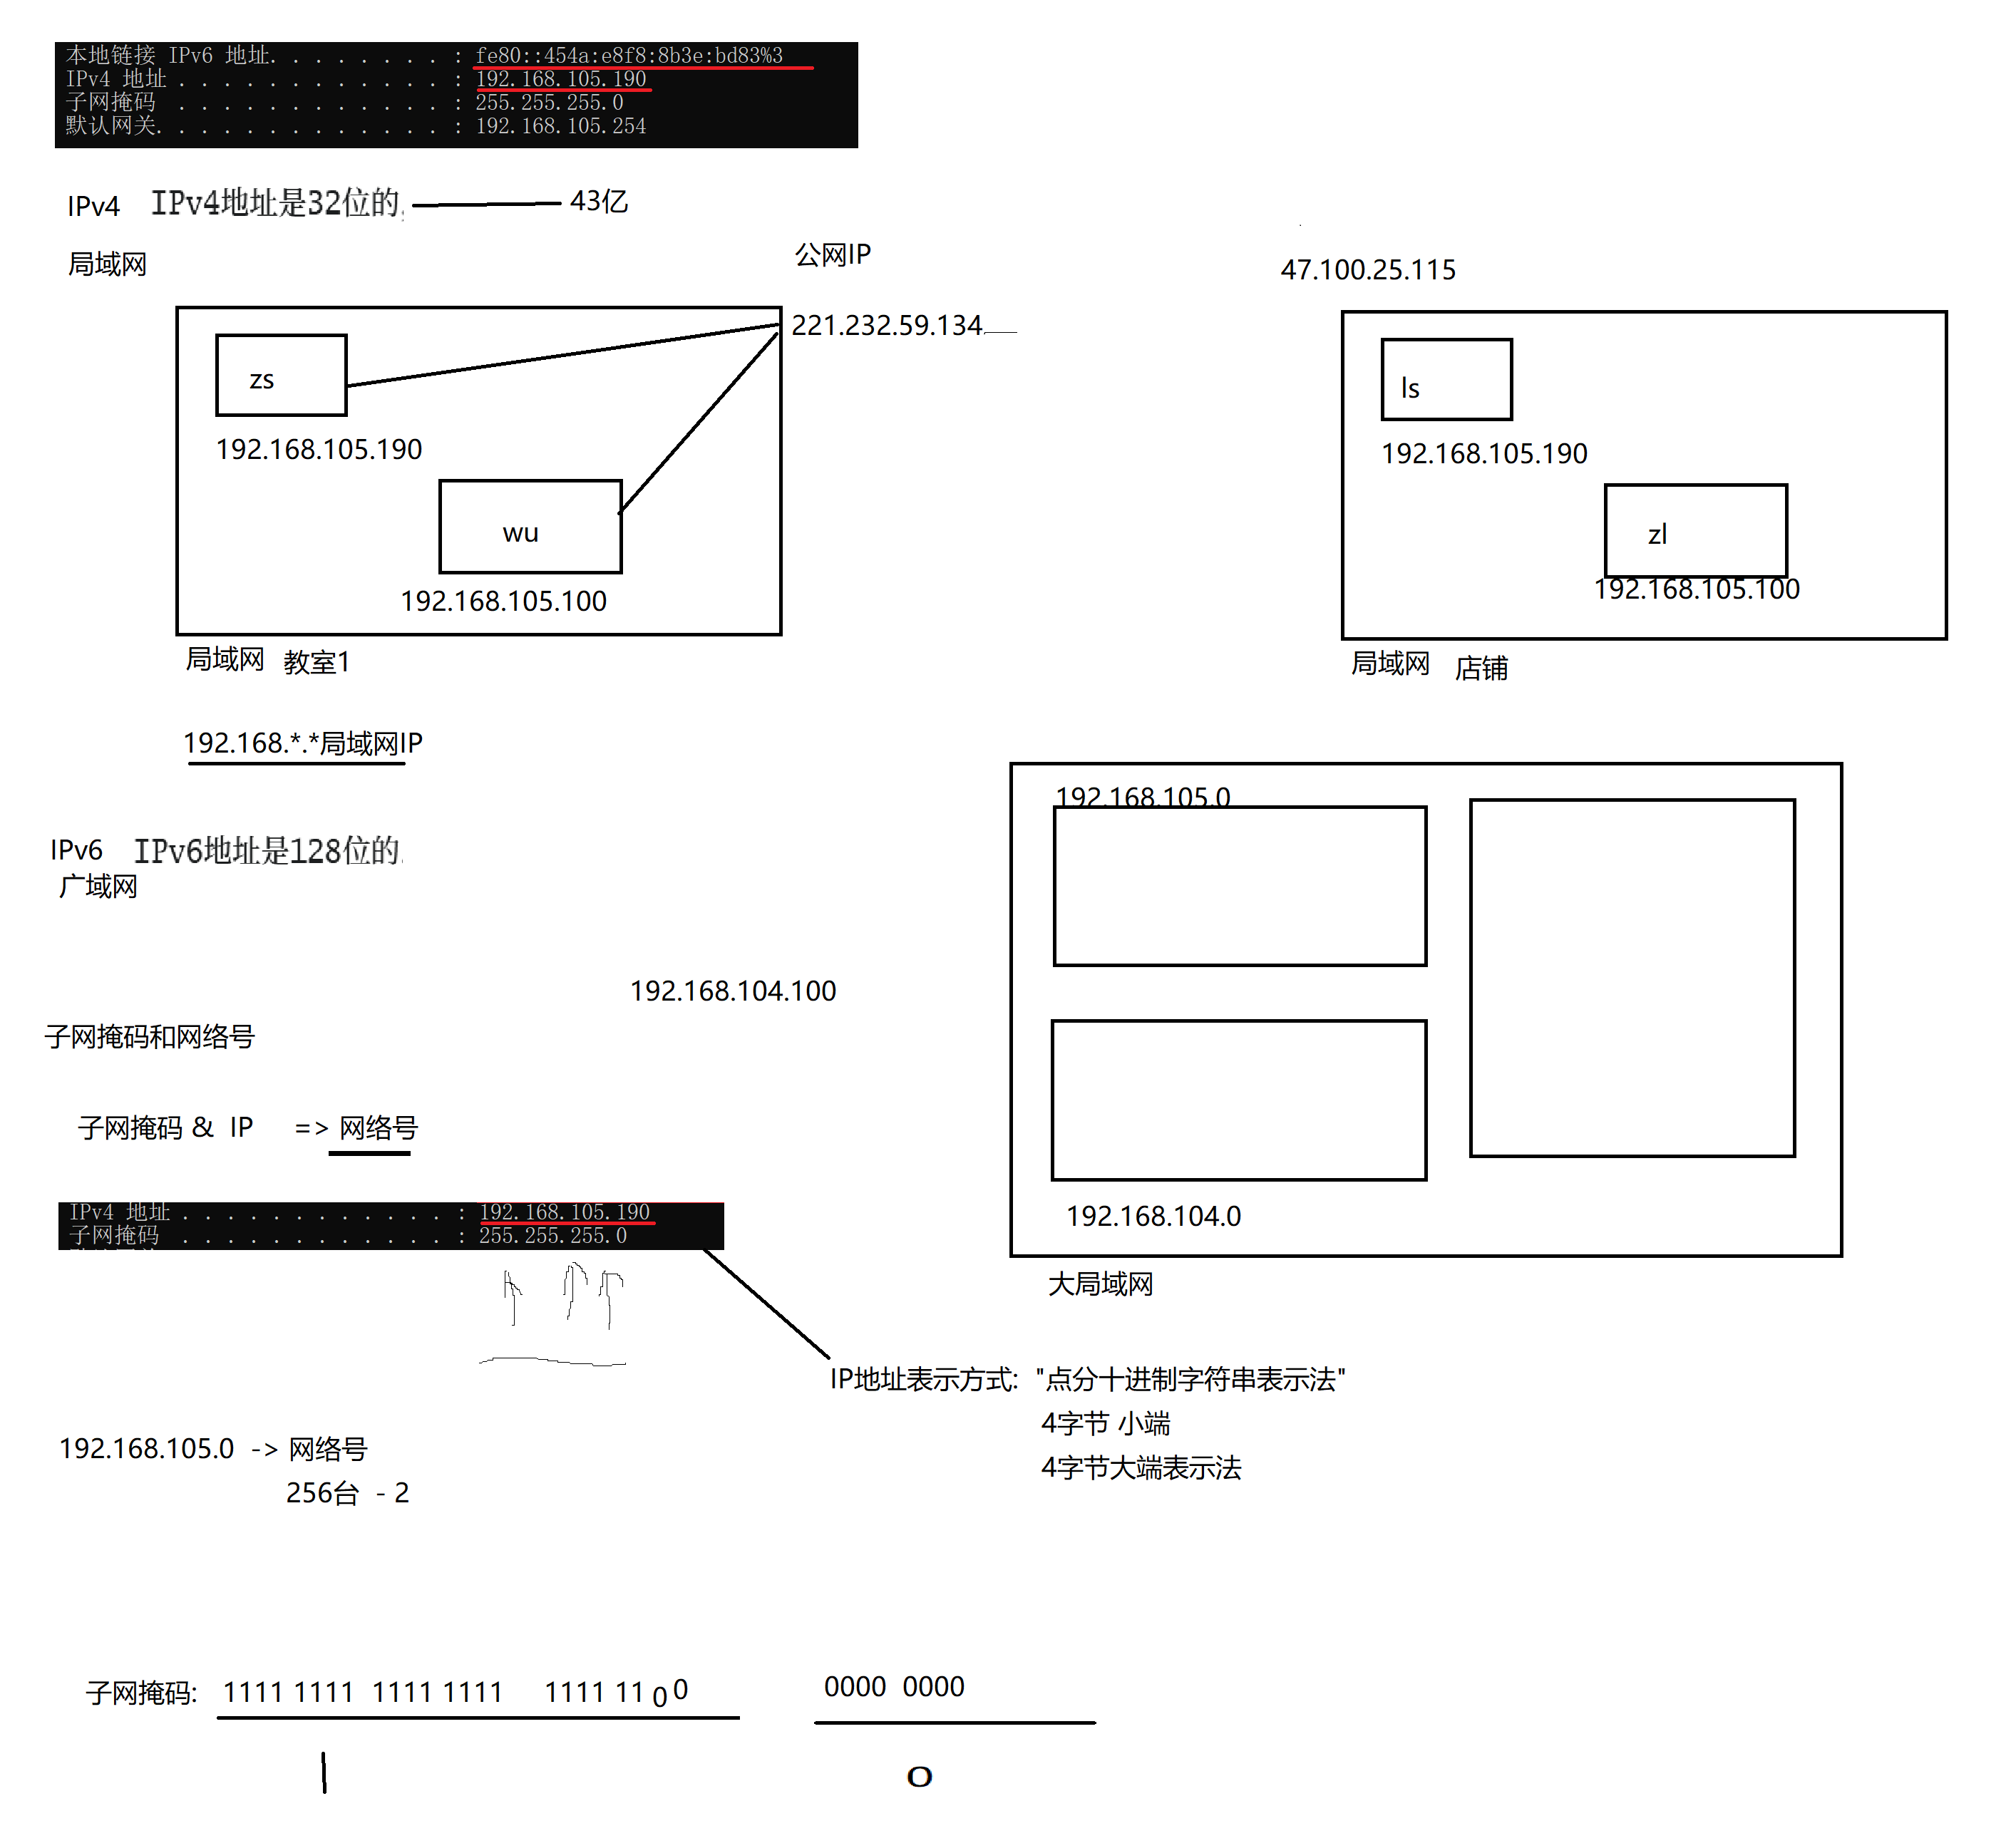 本地链接 IPv6 地址. . . . . . . . : fe80::454a:e8f8:8b3e:bd83%3
IPv4 地址 . . . . . . . . . . . . : 192.168.105.190
子网掩码 . . . . . . . . . . . . : 255.255.255.0
默认网关. . . . . . . . . . . . . : 192.168.105.254
IPv4 IPv4地址是32位的, 43亿
局域网
公网IP
47.100.25.115
221.232.59.134
zs
192.168.105.190
wu
192.168.105.100
局域网 教室1
ls
192.168.105.190
zl
192.168.105.100
局域网 店铺
192.168.*.*局域网IP
IPv6 IPv6地址是128位的
广域网
192.168.105.0
192.168.104.0
大局域网
192.168.104.100
子网掩码和网络号
子网掩码 & IP => 网络号
IPv4 地址 . . . . . . . . . . . . : 192.168.105.190
子网掩码 . . . . . . . . . . . . : 255.255.255.0
IP地址表示方式: "点分十进制字符串表示法"
4字节 小端
4字节大端表示法
192.168.105.0 -> 网络号
256台 - 2
子网掩码: 1111 1111 1111 1111 1111 11 0 0 0000 0000
1 0